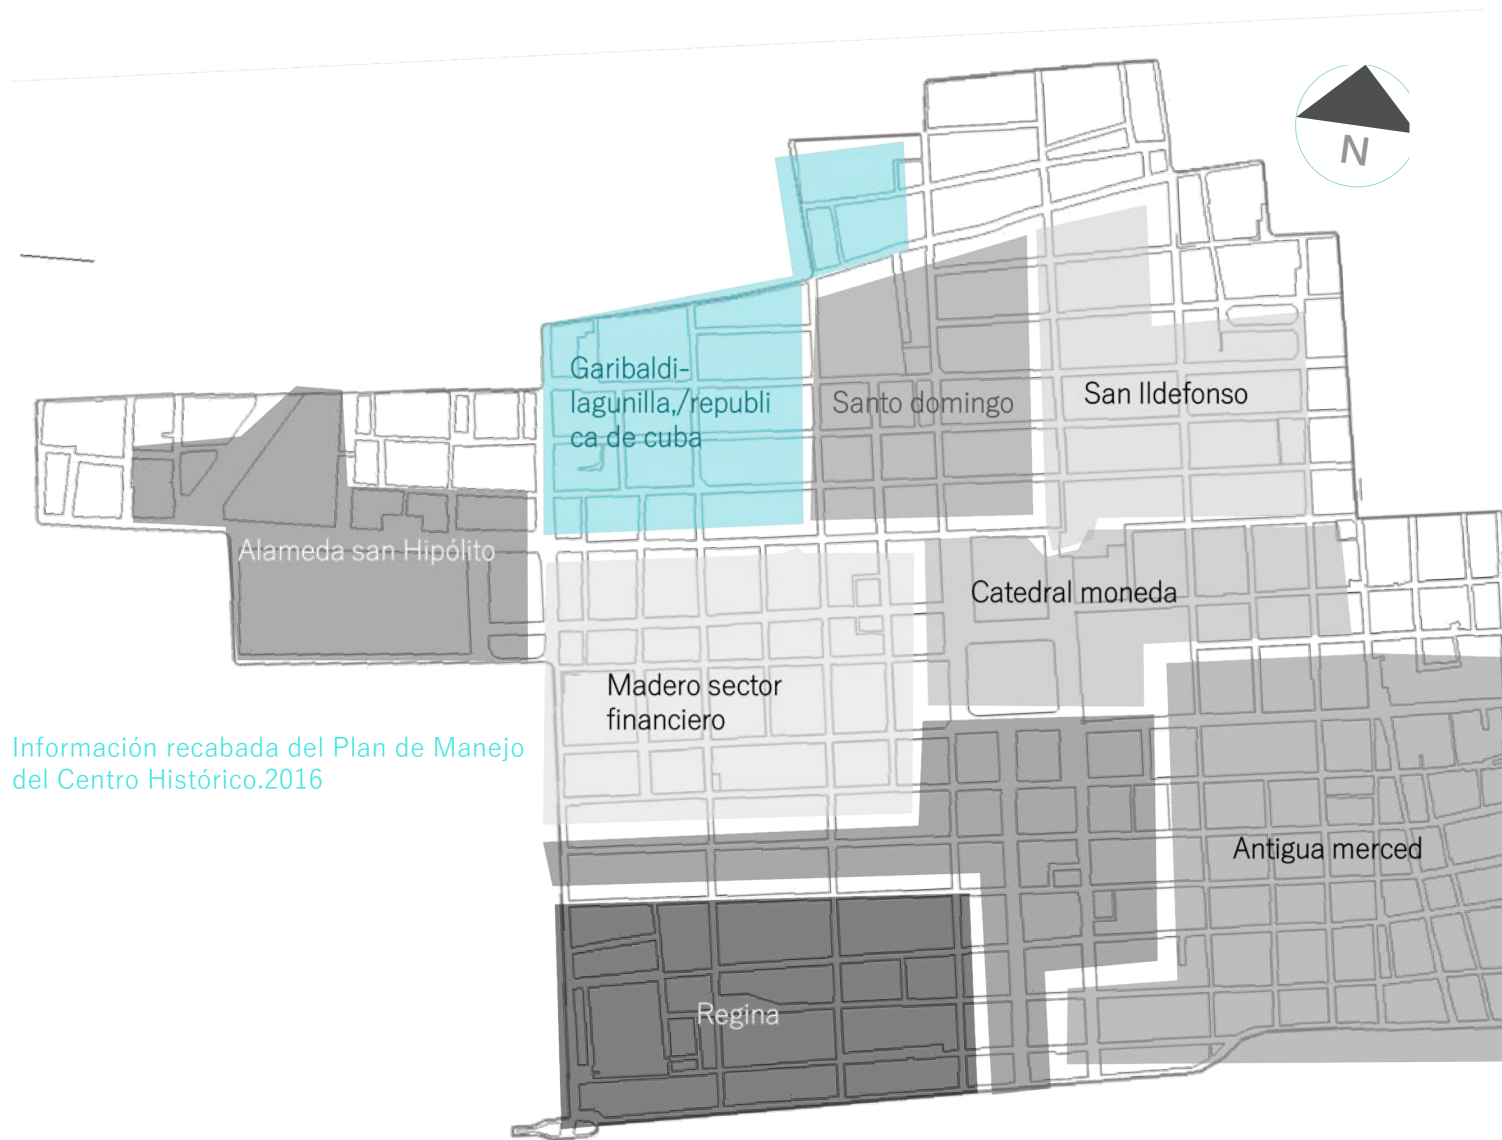 N
Garibaldi-
lagunilla,/republi
ca de cuba
Santo domingo
San Ildefonso
Alameda san Hipólito
Catedral moneda
Madero sector
financiero
Información recabada del Plan de Manejo
del Centro Histórico.2016
Antigua merced
Regina